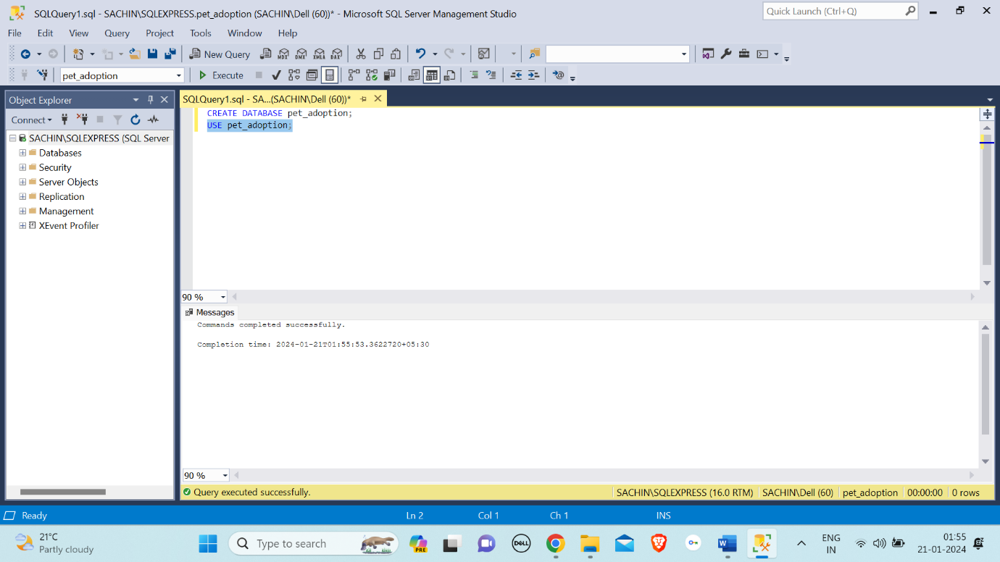 SQLQuery1.sql - SACHIN\SQLEXPRESS.pet_adoption (SACHIN\Dell (60))* - Microsoft SQL Server Management Studio
Quick Launch (Ctrl+Q)
File Edit View Query Project Tools Window Help
New Query
MDX DMX XMLA DAX
pet_adoption
Execute
Object Explorer
SQLQuery1.sql - SA...(SACHIN\Dell (60))*
Connect
SACHIN\SQLEXPRESS (SQL Server
Databases
Security
Server Objects
Replication
Management
XEvent Profiler
CREATE DATABASE pet_adoption;
USE pet_adoption;
90 %
Messages
Commands completed successfully.
Completion time: 2024-01-21T01:55:53.3622720+05:30
90 %
Query executed successfully.
SACHIN\SQLEXPRESS (16.0 RTM) SACHIN\Dell (60) pet_adoption 00:00:00 0 rows
Ready
Ln 2 Col 1 Ch 1 INS
21°C
Partly cloudy
Type to search
PRE
DELL
ENG
IN
01:55
21-01-2024